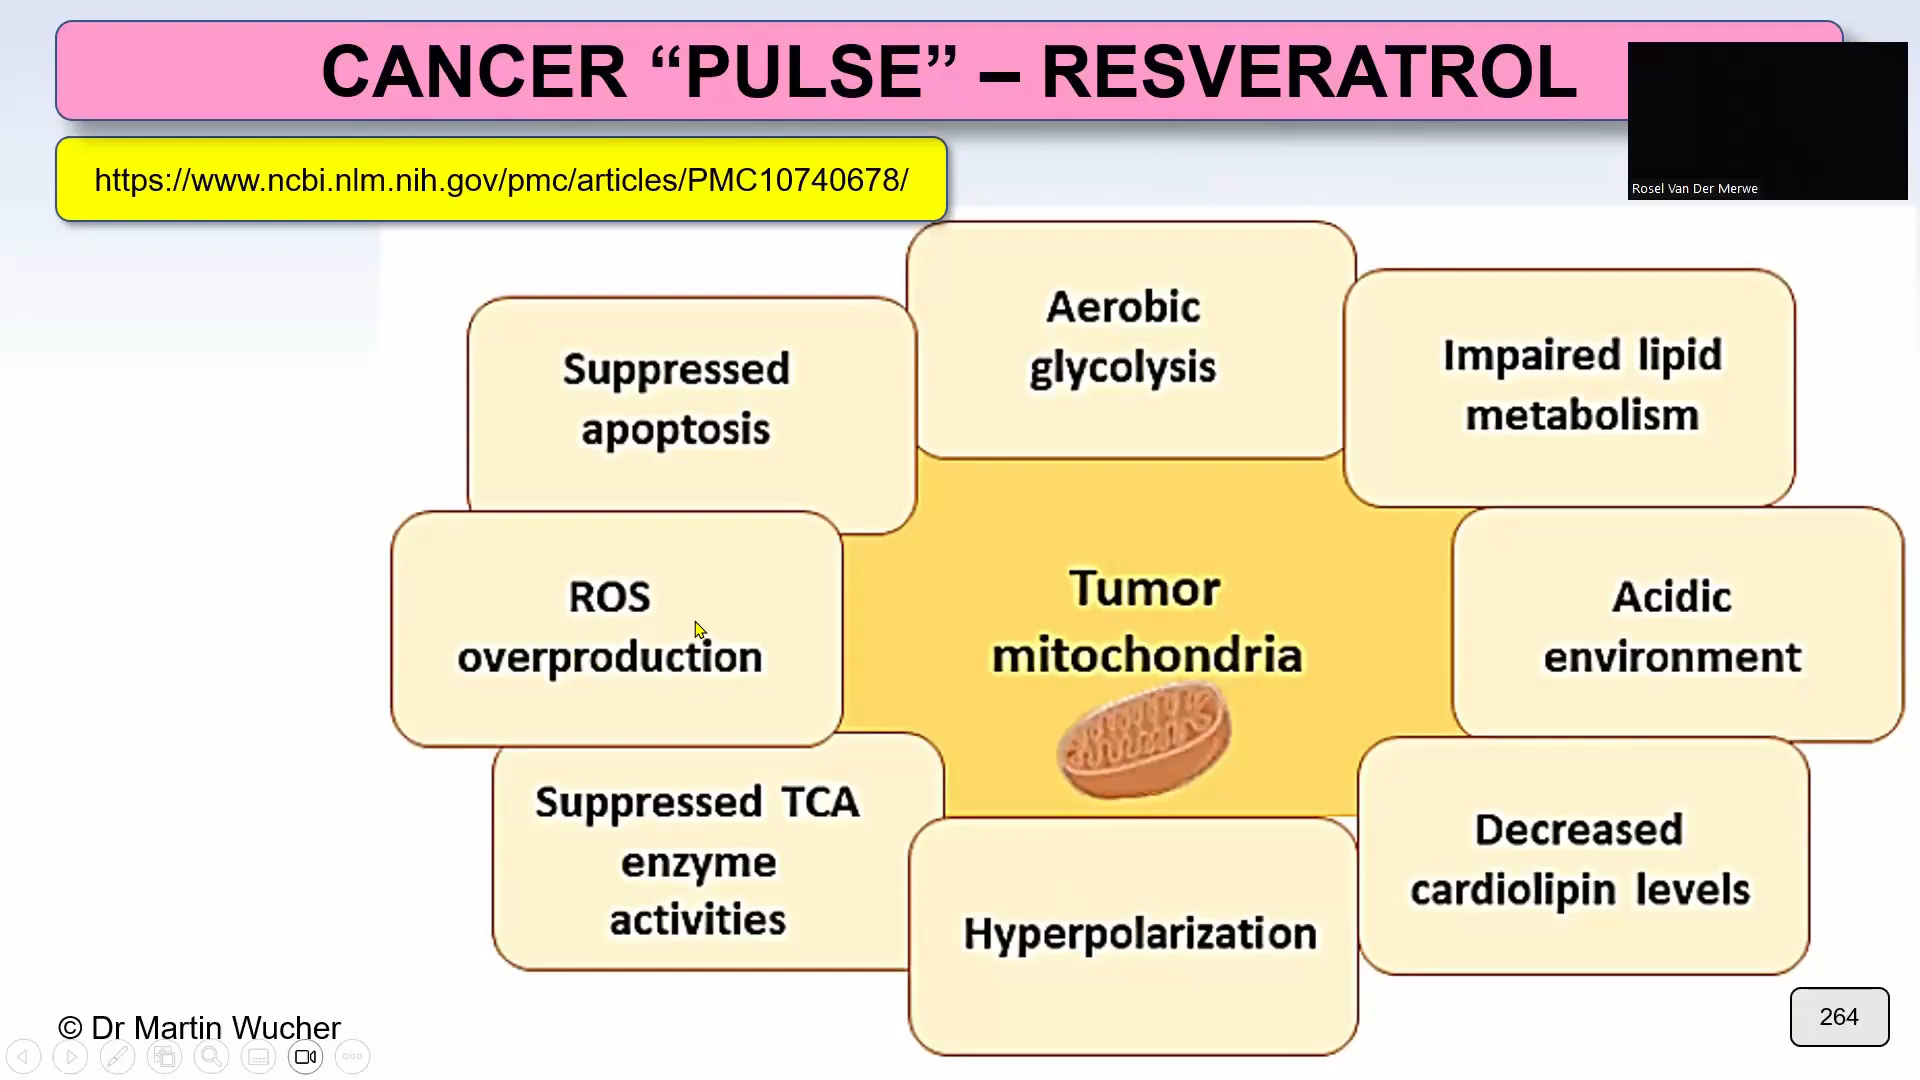 CANCER “PULSE” – RESVERATROL
Rosel Van Der Merwe
https://www.ncbi.nlm.nih.gov/pmc/articles/PMC10740678/
Aerobic
glycolysis
Impaired lipid
metabolism
Suppressed
apoptosis
Acidic
environment
ROS
overproduction
Tumor
mitochondria
Decreased
cardiolipin levels
Suppressed TCA
enzyme
activities
Hyperpolarization
© Dr Martin Wucher
264